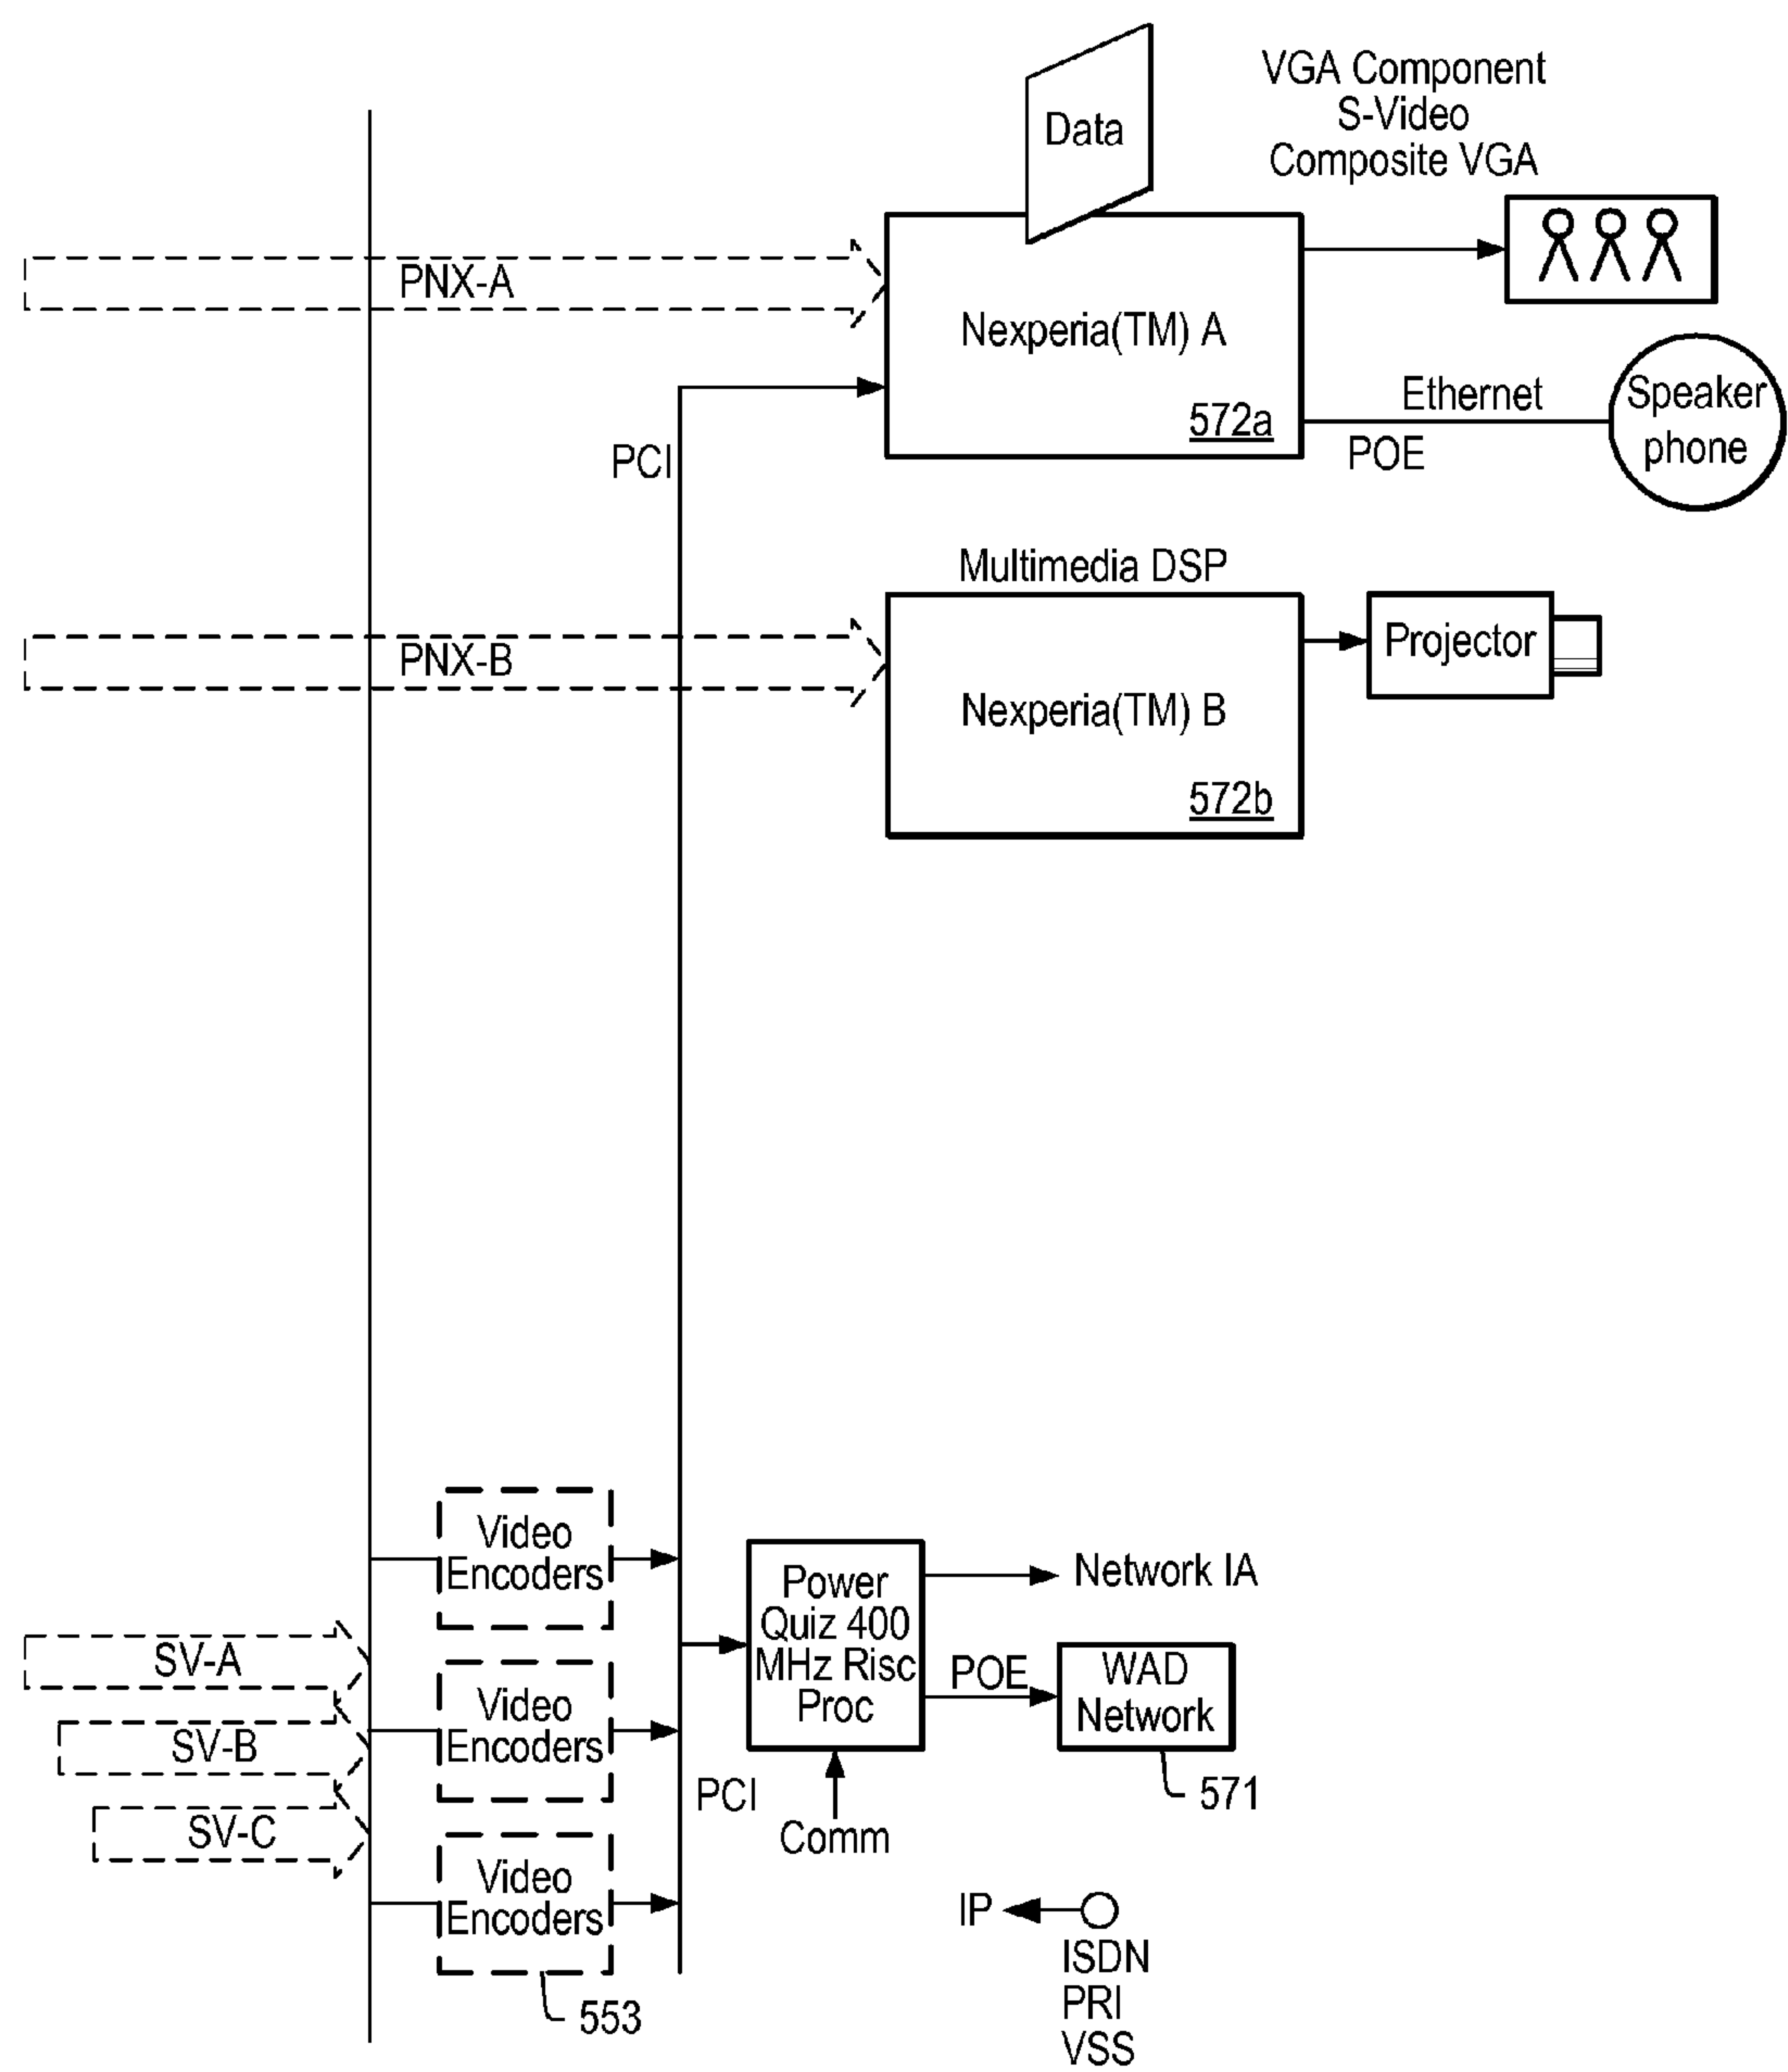 VGA Component
S-Video
Composite VGA
Data
PNX-A
Nexperia(TM) A
572a
PCI
Ethernet
POE
Speaker
phone
Multimedia DSP
PNX-B
Nexperia(TM) B
572b
Projector
Video
Encoders
Power
Quiz 400
MHz Risc
Proc
Network IA
SV-A
SV-B
SV-C
Video
Encoders
POE
WAD
Network
571
PCI
Comm
Video
Encoders
553
IP
ISDN
PRI
VSS